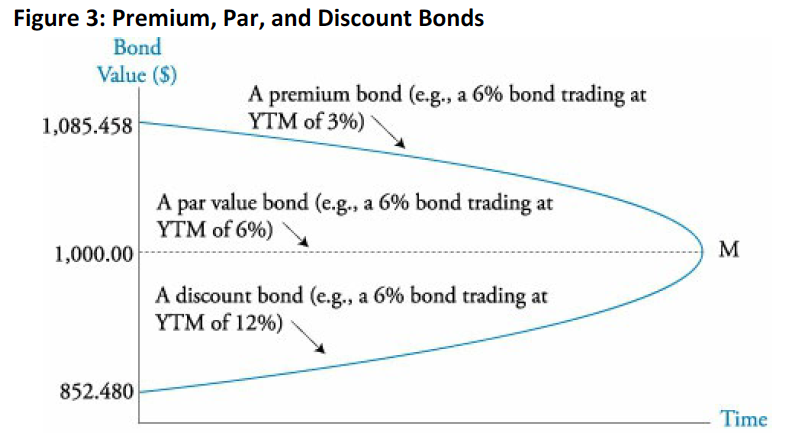 Figure 3: Premium, Par, and Discount Bonds
Bond
Value ($)
A premium bond (e.g., a 6% bond trading at
YTM of 3%)
1,085.458
A par value bond (e.g., a 6% bond trading at
YTM of 6%)
1,000.00
M
A discount bond (e.g., a 6% bond trading at
YTM of 12%)
852.480
Time